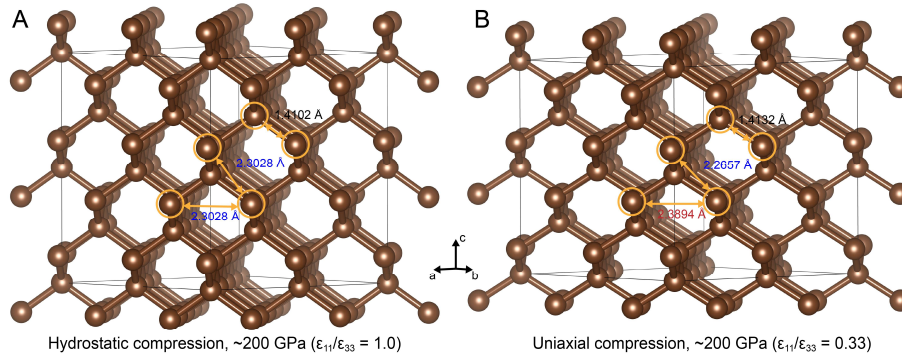 A
B
1.4102 Å
2.3028 Å
2.3028 Å
1.4132 Å
2.2657 Å
2.3894 Å
c
a
b
Hydrostatic compression, ~200 GPa (ε₁₁/ε₃₃ = 1.0)
Uniaxial compression, ~200 GPa (ε₁₁/ε₃₃ = 0.33)